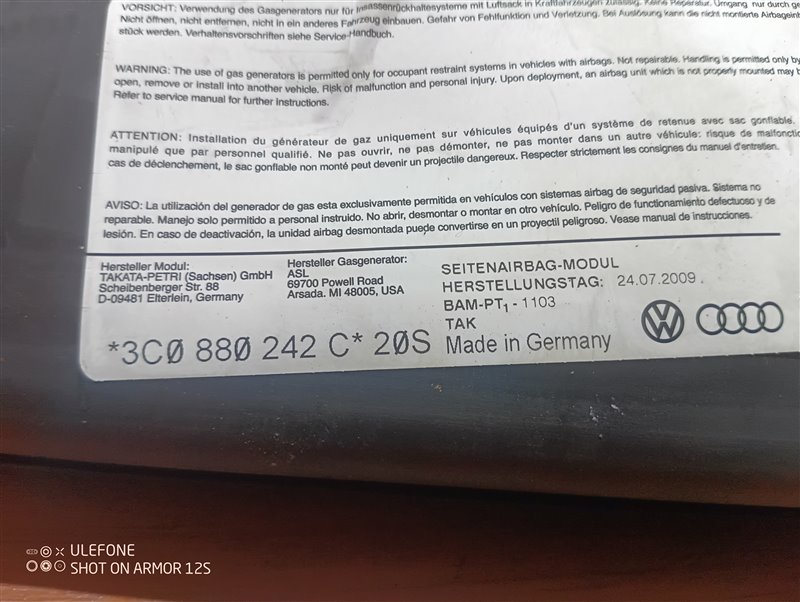 VORSICHT: Verwendung des Gasgenerators nur für Insassenrückhaltesysteme mit Luftsack in Kraftfahrzeugen zulässig. Keine Reparatur. Umgang nur durch
Nicht öffnen, nicht entfernen, nicht in ein anderes Fahrzeug einbauen. Gefahr von Fehlfunktion und Verletzung. Bei Auslösung kann die nicht montierte
stück werden. Verhaltensvorschriften siehe Service-Handbuch.
WARNING: The use of gas generators is permitted only for occupant restraint systems in vehicles with airbags. Not repairable. Handling is permitted only by
open, remove or install into another vehicle. Risk of malfunction and personal injury. Upon deployment, an airbag unit which is not properly mounted may
Refer to service manual for further instructions.
ATTENTION: Installation du générateur de gaz uniquement sur véhicules équipés d'un système de retenue avec sac gonflable.
manipulé que par personnel qualifié. Ne pas ouvrir, ne pas démonter, ne pas monter dans un autre véhicule: risque de
cas de déclenchement, le sac gonflable non monté peut devenir un projectile dangereux. Respecter strictement les consignes du manuel d'entretien.
AVISO: La utilización del generador de gas esta exclusivamente permitida en vehículos con sistemas airbag de seguridad pasiva. Sistema no
reparable. Manejo solo permitido a personal instruido. No abrir, desmontar o montar en otro vehículo. Peligro de funcionamiento defectuoso y de
lesión. En caso de deactivación, la unidad airbag desmontada puede convertirse en un proyectil peligroso. Vease manual de instrucciones.
Hersteller Modul:
TAKATA-PETRI (Sachsen) GmbH
Scheibenberger Str. 88
D-09481 Elterlein, Germany
Hersteller Gasgenerator:
ASL
69700 Powell Road
Arsada. MI 48005, USA
SEITENAIRBAG-MODUL
HERSTELLUNGSTAG: 24.07.2009
BAM-PT1 - 1103
TAK
Made in Germany
*3C0 880 242 C* 20S
ULEFONE
SHOT ON ARMOR 12S